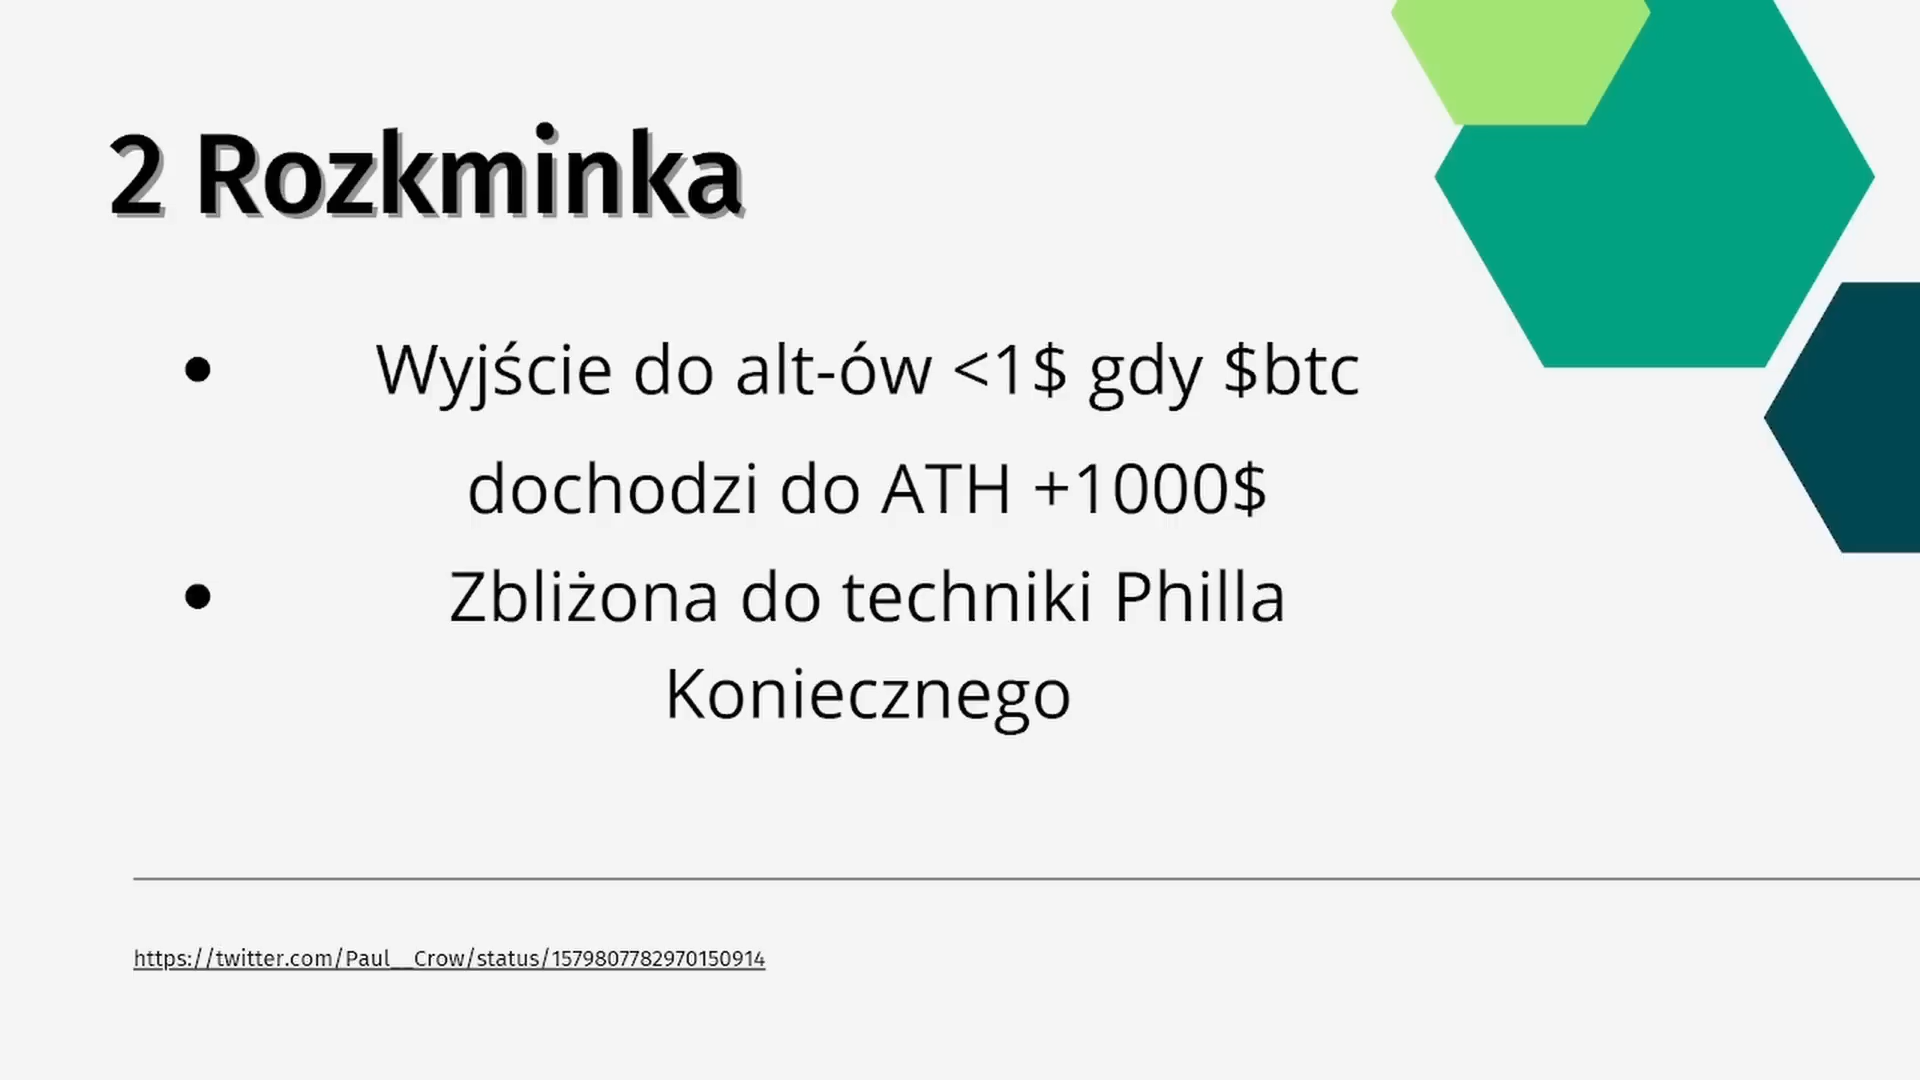 2 Rozkminka
• Wyjście do alt-ów <1$ gdy $btc
dochodzi do ATH +1000$
• Zbliżona do techniki Philla
Koniecznego
https://twitter.com/Paul__Crow/status/1579807782970150914